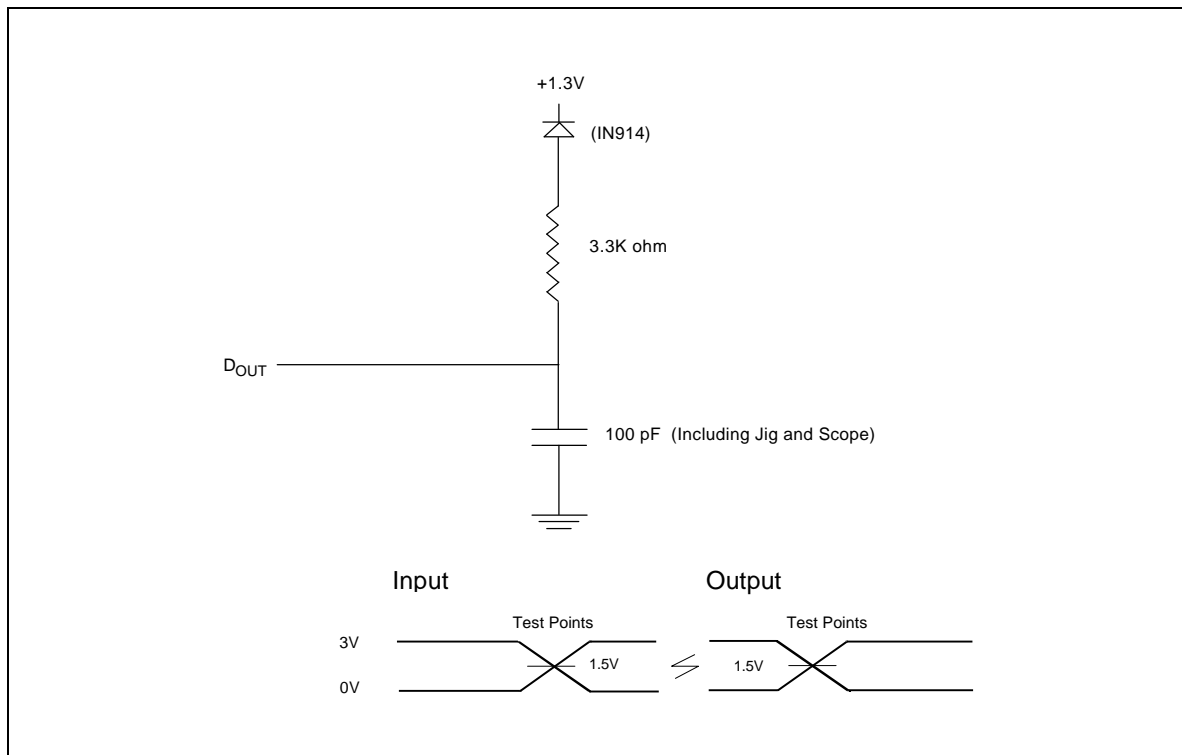 +1.3V
(IN914)
3.3K ohm
DOUT
100 pF (Including Jig and Scope)
Input Output
Test Points Test Points
3V
1.5V 1.5V
0V